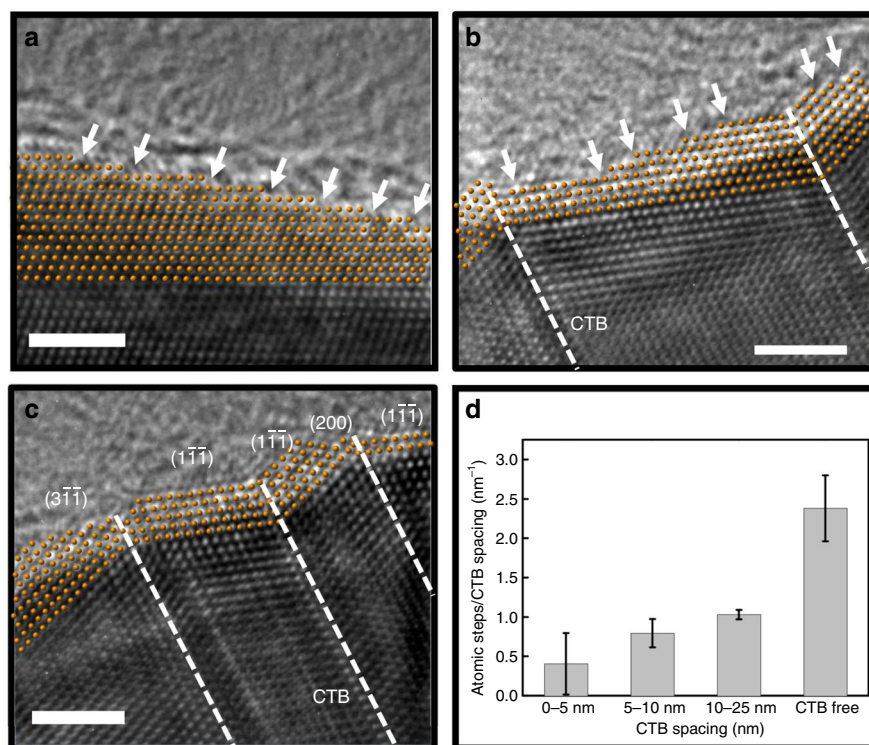 a
b
CTB
c
(31̅1̅)
(11̅1̅)
(11̅1̅)
(200)
(11̅1̅)
CTB
d
Atomic steps/CTB spacing (nm⁻¹)
3.0
2.5
2.0
1.5
1.0
0.5
0.0
0–5 nm 5–10 nm 10–25 nm CTB free
CTB spacing (nm)